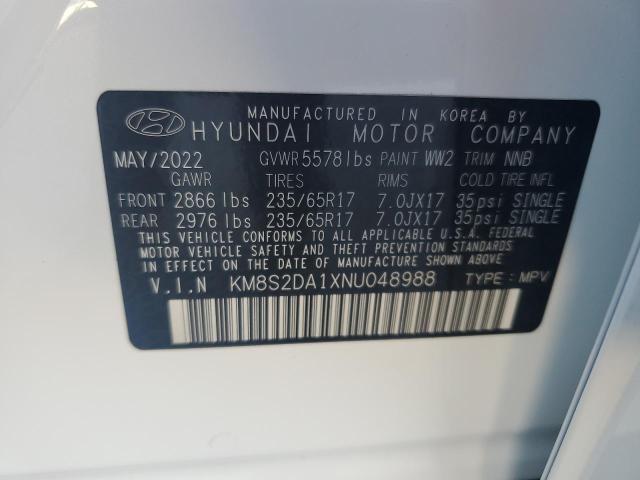 MANUFACTURED IN KOREA BY
HYUNDAI MOTOR COMPANY
MAY/2022 GVWR 5578lbs PAINT WW2 TRIM NNB
GAWR TIRES RIMS COLD TIRE INFL
FRONT 2866 lbs 235/65R17 7.0JX17 35psi SINGLE
REAR 2976 lbs 235/65R17 7.0JX17 35psi SINGLE
THIS VEHICLE CONFORMS TO ALL APPLICABLE U.S.A. FEDERAL
MOTOR VEHICLE SAFETY AND THEFT PREVENTION STANDARDS
IN EFFECT ON THE DATE OF MANUFACTURE SHOWN ABOVE.
V.I.N KM8S2DA1XNU048988 TYPE : MPV